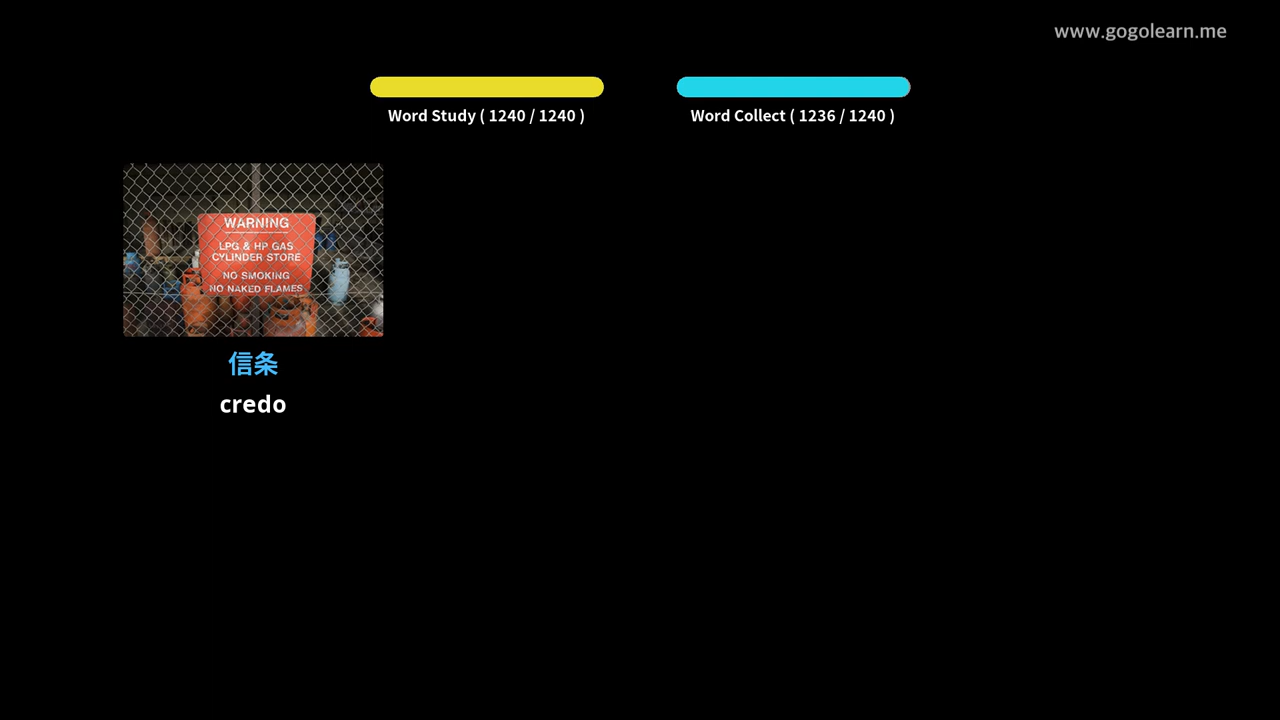 www.gogolearn.me
Word Study ( 1240 / 1240 )
Word Collect ( 1236 / 1240 )
WARNING
LPG & HP GAS
CYLINDER STORE
NO SMOKING
NO NAKED FLAMES
信条
credo